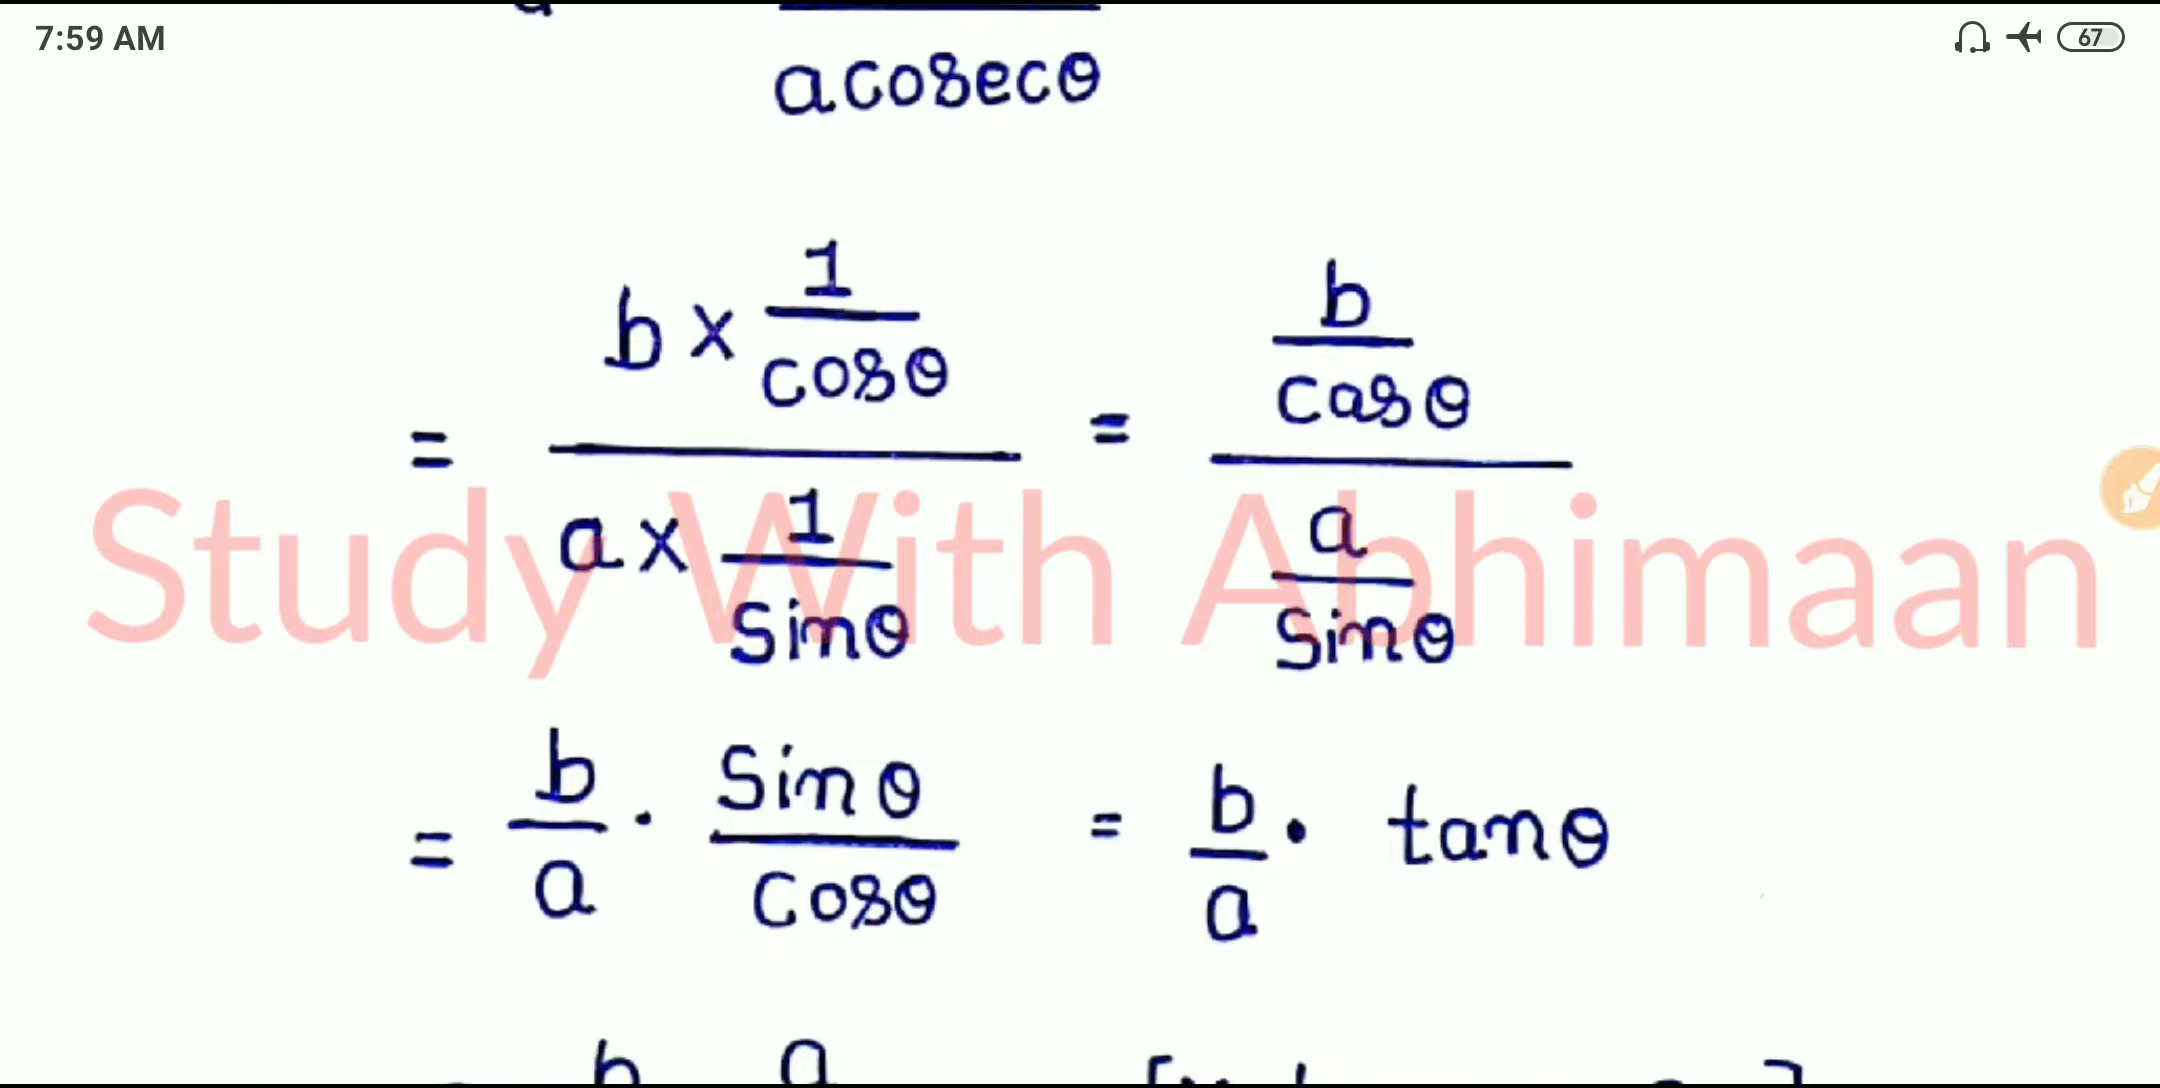 7:59 AM
67
acosecθ
= b × 1/cosθ / a × 1/sinθ = b/cosθ / a/sinθ
Study With Abhimaan
= b/a · sinθ/cosθ = b/a · tanθ